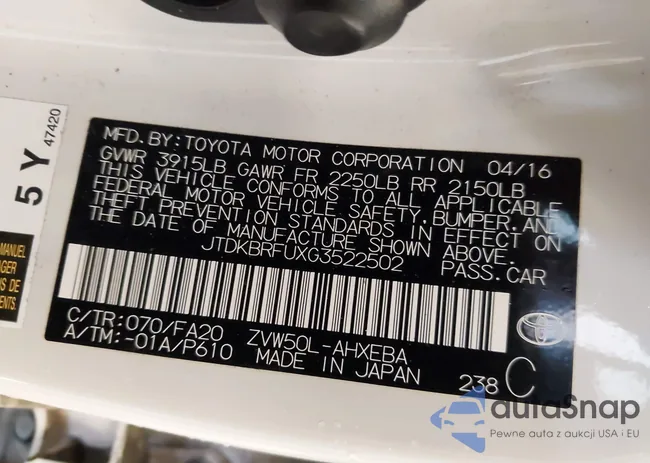 5 Y
47420
MANUEL
MFD. BY: TOYOTA MOTOR CORPORATION 04/16
GVWR 3915LB GAWR FR 2250LB RR 2150LB
THIS VEHICLE CONFORMS TO ALL APPLICABLE
FEDERAL MOTOR VEHICLE SAFETY, BUMPER, AND
THEFT PREVENTION STANDARDS IN EFFECT ON
THE DATE OF MANUFACTURE SHOWN ABOVE.
JTDKBRFUXG3522502 PASS. CAR
C/TR:070/FA20 ZVW50L-AHXEBA
A/TM:-01A/P610 MADE IN JAPAN 238 C
autaSnap
Pewne auta z aukcji USA i EU